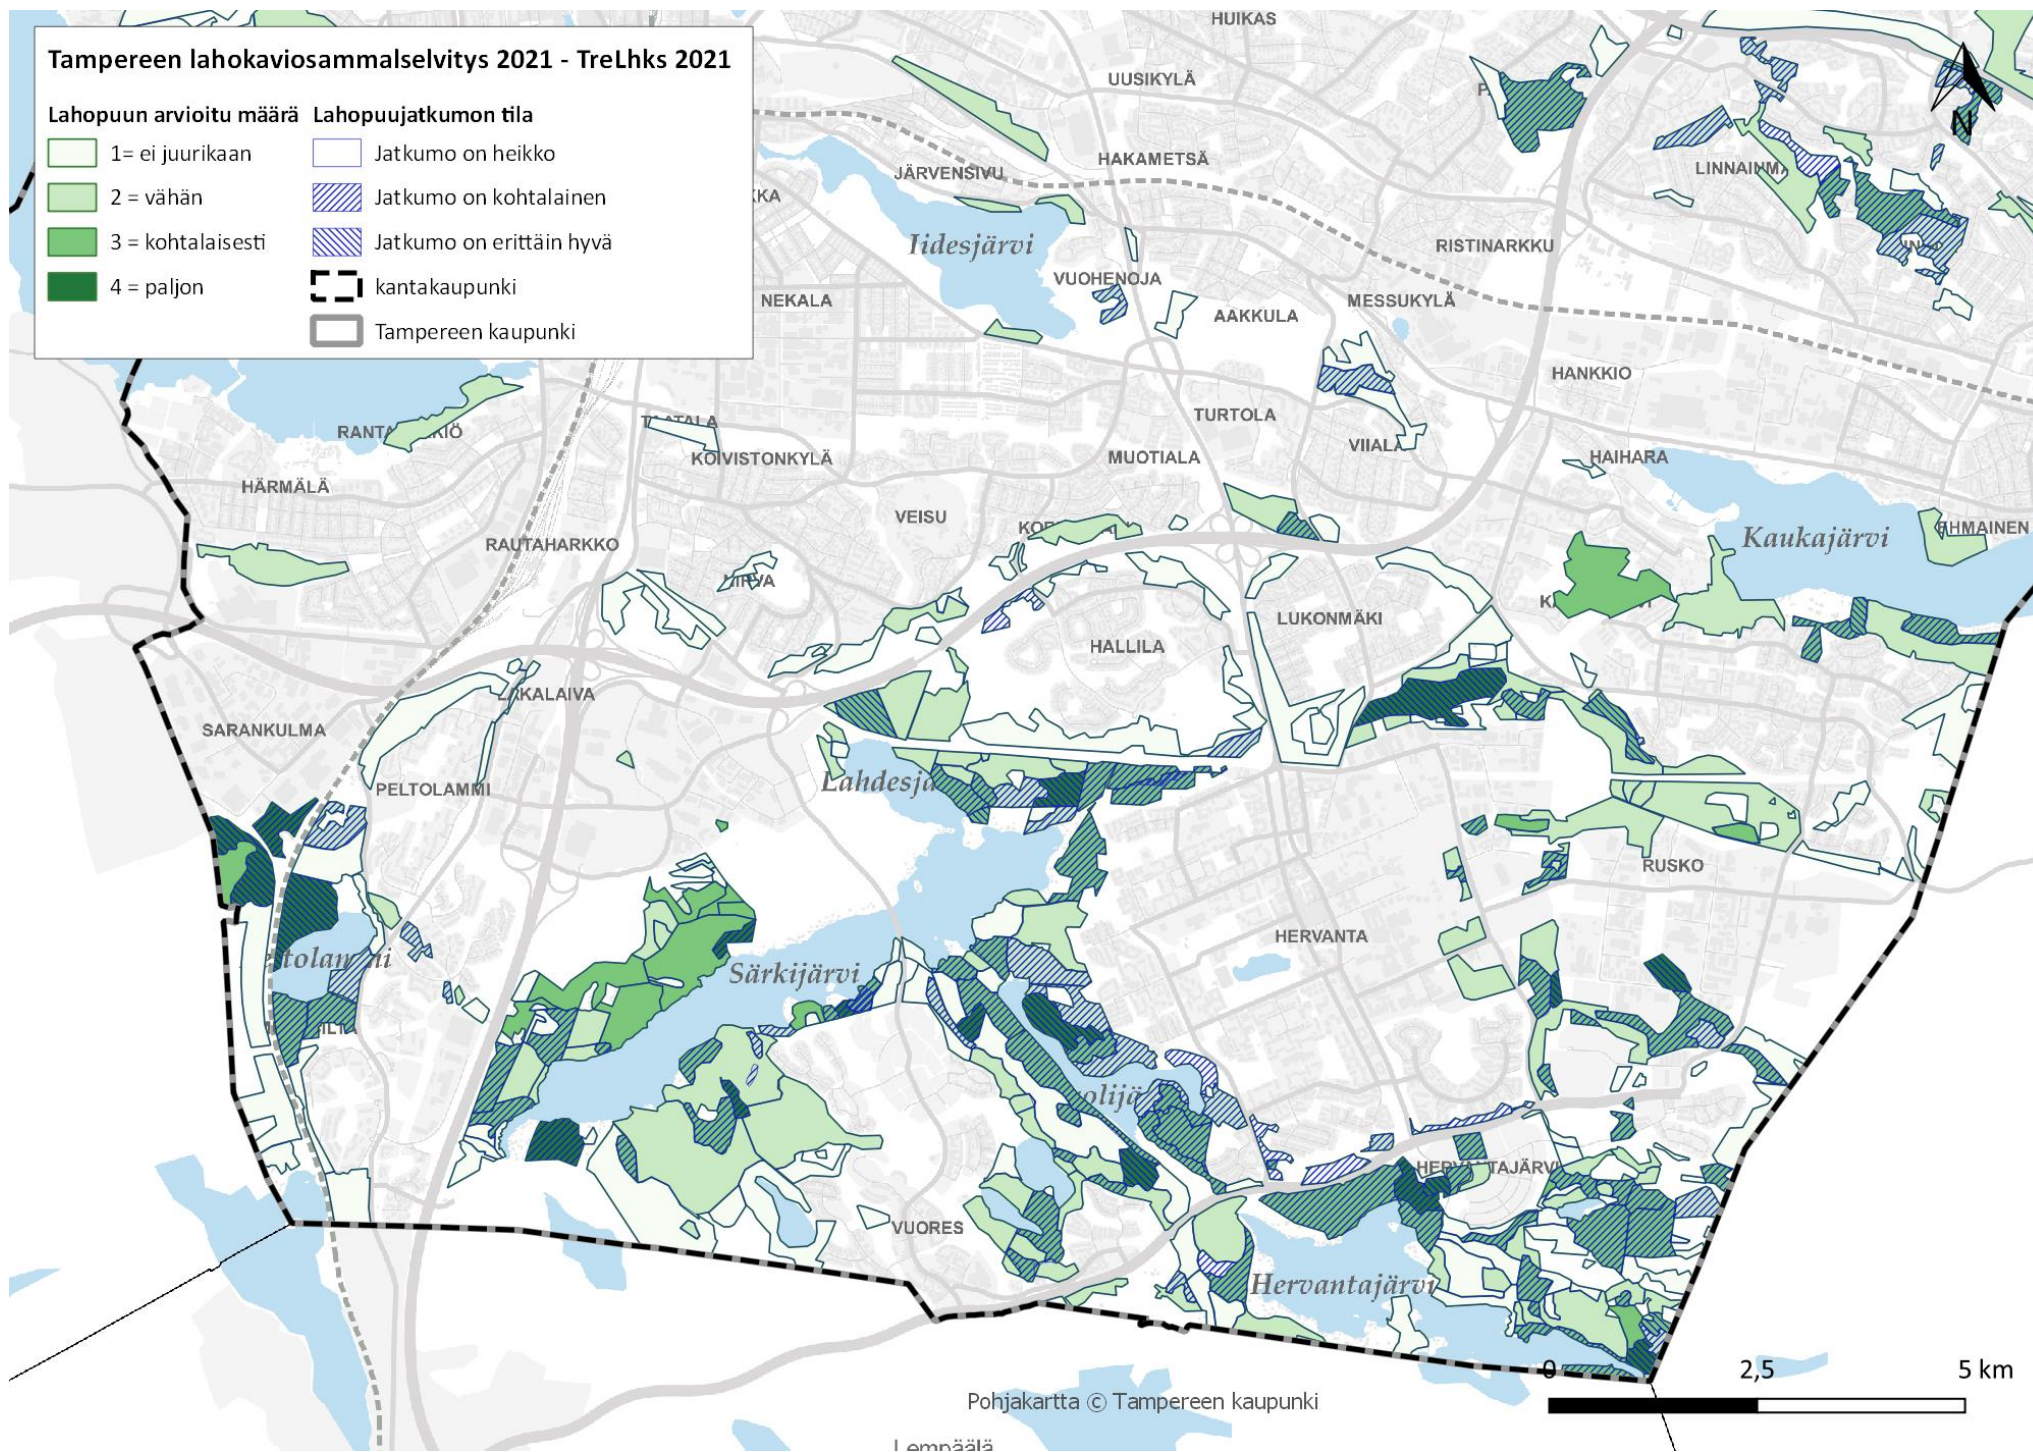 Tampereen lahokaviosammalselvitys 2021 - TreLhks 2021
Lahopuun arvioitu määrä
1= ei juurikaan
2 = vähän
3 = kohtalaisesti
4 = paljon
Lahopuujatkumon tila
Jatkumo on heikko
Jatkumo on kohtalainen
Jatkumo on erittäin hyvä
kantakaupunki
Tampereen kaupunki
HUIKAS
UUSIKYLÄ
HAKAMETSÄ
JÄRVENSIVU
N
Iidesjärvi
VUOHENOJA
RISTINARKKU
NEKALA
AAKKULA
MESSUKYLÄ
HANKKIO
TURTOLA
VIIALA
MUOTIALA
HAIHARA
KOIVISTONKYLÄ
HÄRMÄLÄ
VEISU
RAUTAHARKKO
Kaukajärvi
LUKONMÄKI
HALLILA
SARANKULMA
PELTOLAMMI
RUSKO
HERVANTA
Särkijärvi
VUORES
Hervantajärvi
0 2,5 5 km
Pohjakartta © Tampereen kaupunki
Lempäälä